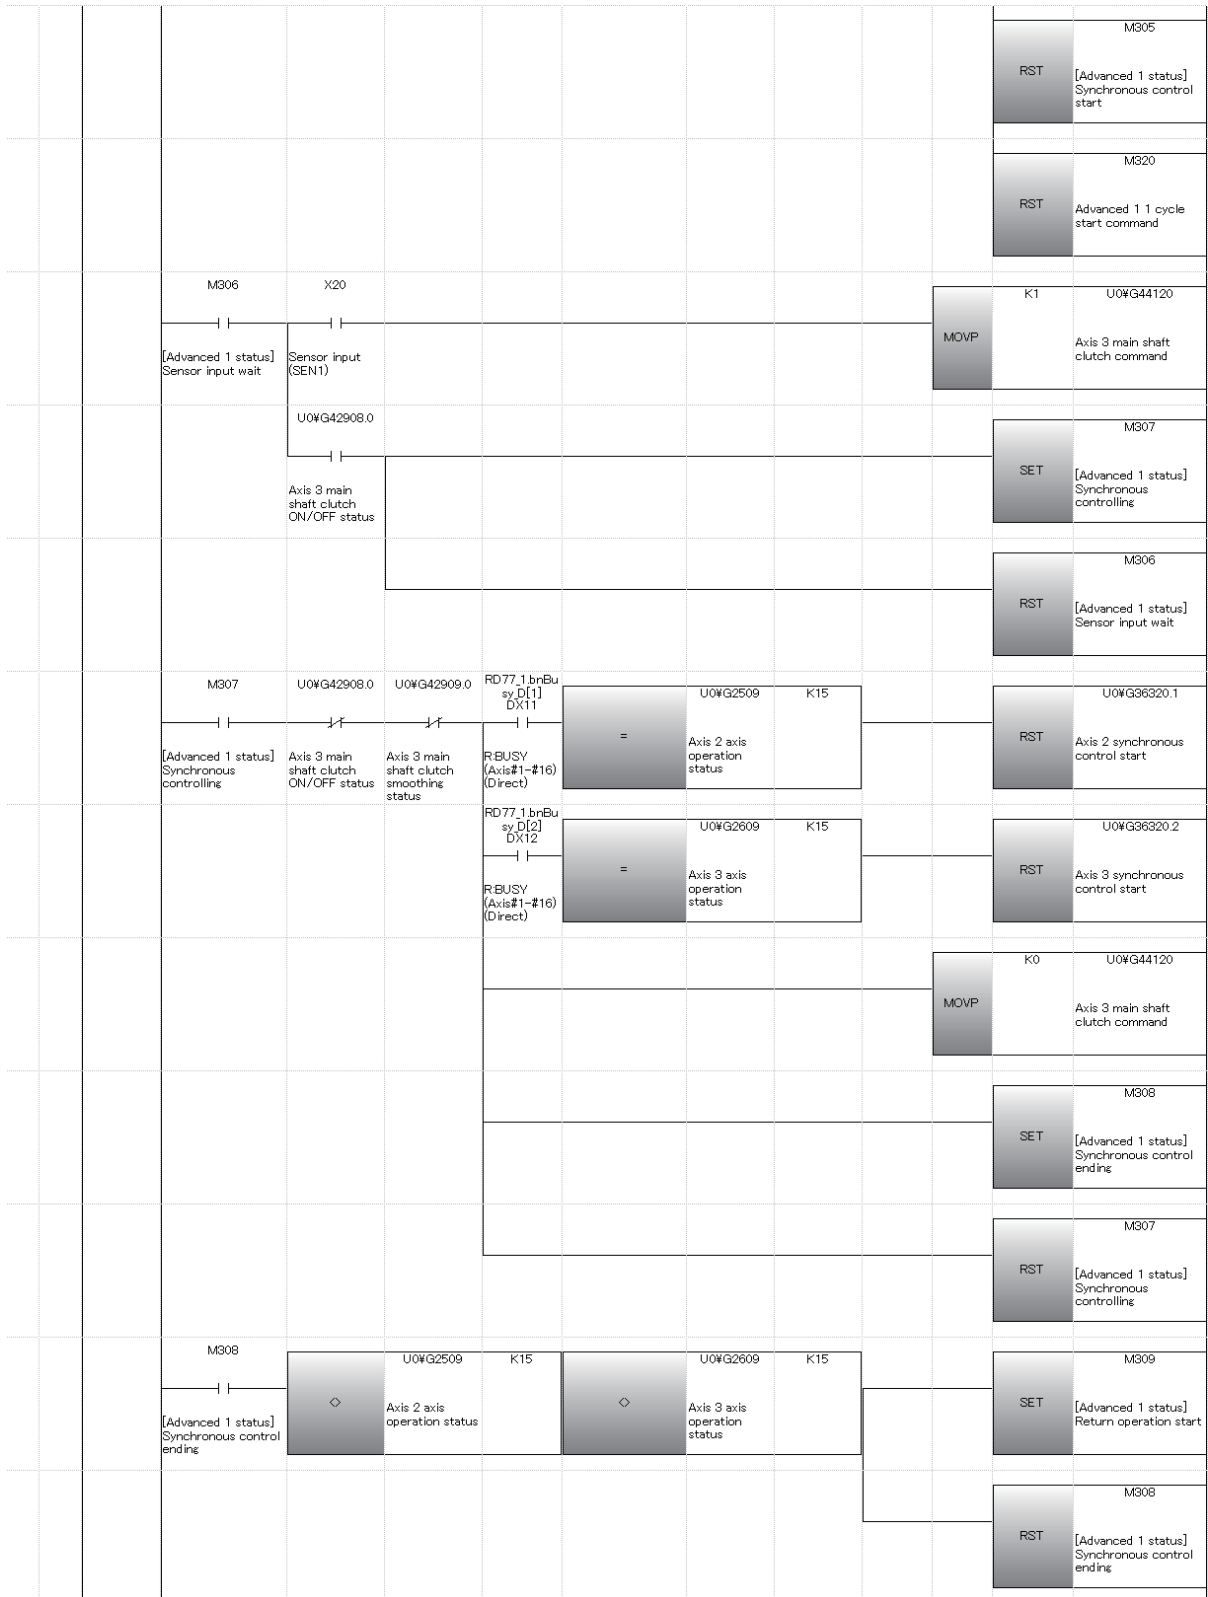 M305
RST
[Advanced 1 status]
Synchronous control
start
M320
RST
Advanced 1 1 cycle
start command
M306 X20 K1 U0¥G44120
MOVP
[Advanced 1 status]
Sensor input wait
Sensor input
(SEN1)
Axis 3 main shaft
clutch command
U0¥G42908.0 M307
SET
Axis 3 main
shaft clutch
ON/OFF status
[Advanced 1 status]
Synchronous
controlling
M306
RST
[Advanced 1 status]
Sensor input wait
M307 U0¥G42908.0 U0¥G42909.0
RD77_1.bnBu
sy_D[1]
DX11
U0¥G2509 K15 U0¥G36320.1
= RST
[Advanced 1 status]
Synchronous
controlling
Axis 3 main
shaft clutch
ON/OFF status
Axis 3 main
shaft clutch
smoothing
status
R:BUSY
(Axis#1-#16)
(Direct)
Axis 2 axis
operation
status
Axis 2 synchronous
control start
RD77_1.bnBu
sy_D[2]
DX12
U0¥G2609 K15 U0¥G36320.2
= RST
R:BUSY
(Axis#1-#16)
(Direct)
Axis 3 axis
operation
status
Axis 3 synchronous
control start
K0 U0¥G44120
MOVP
Axis 3 main shaft
clutch command
M308
SET
[Advanced 1 status]
Synchronous control
ending
M307
RST
[Advanced 1 status]
Synchronous
controlling
M308 U0¥G2509 K15 U0¥G2609 K15 M309
<> <> SET
[Advanced 1 status]
Synchronous control
ending
Axis 2 axis
operation status
Axis 3 axis
operation
status
[Advanced 1 status]
Return operation start
M308
RST
[Advanced 1 status]
Synchronous control
ending